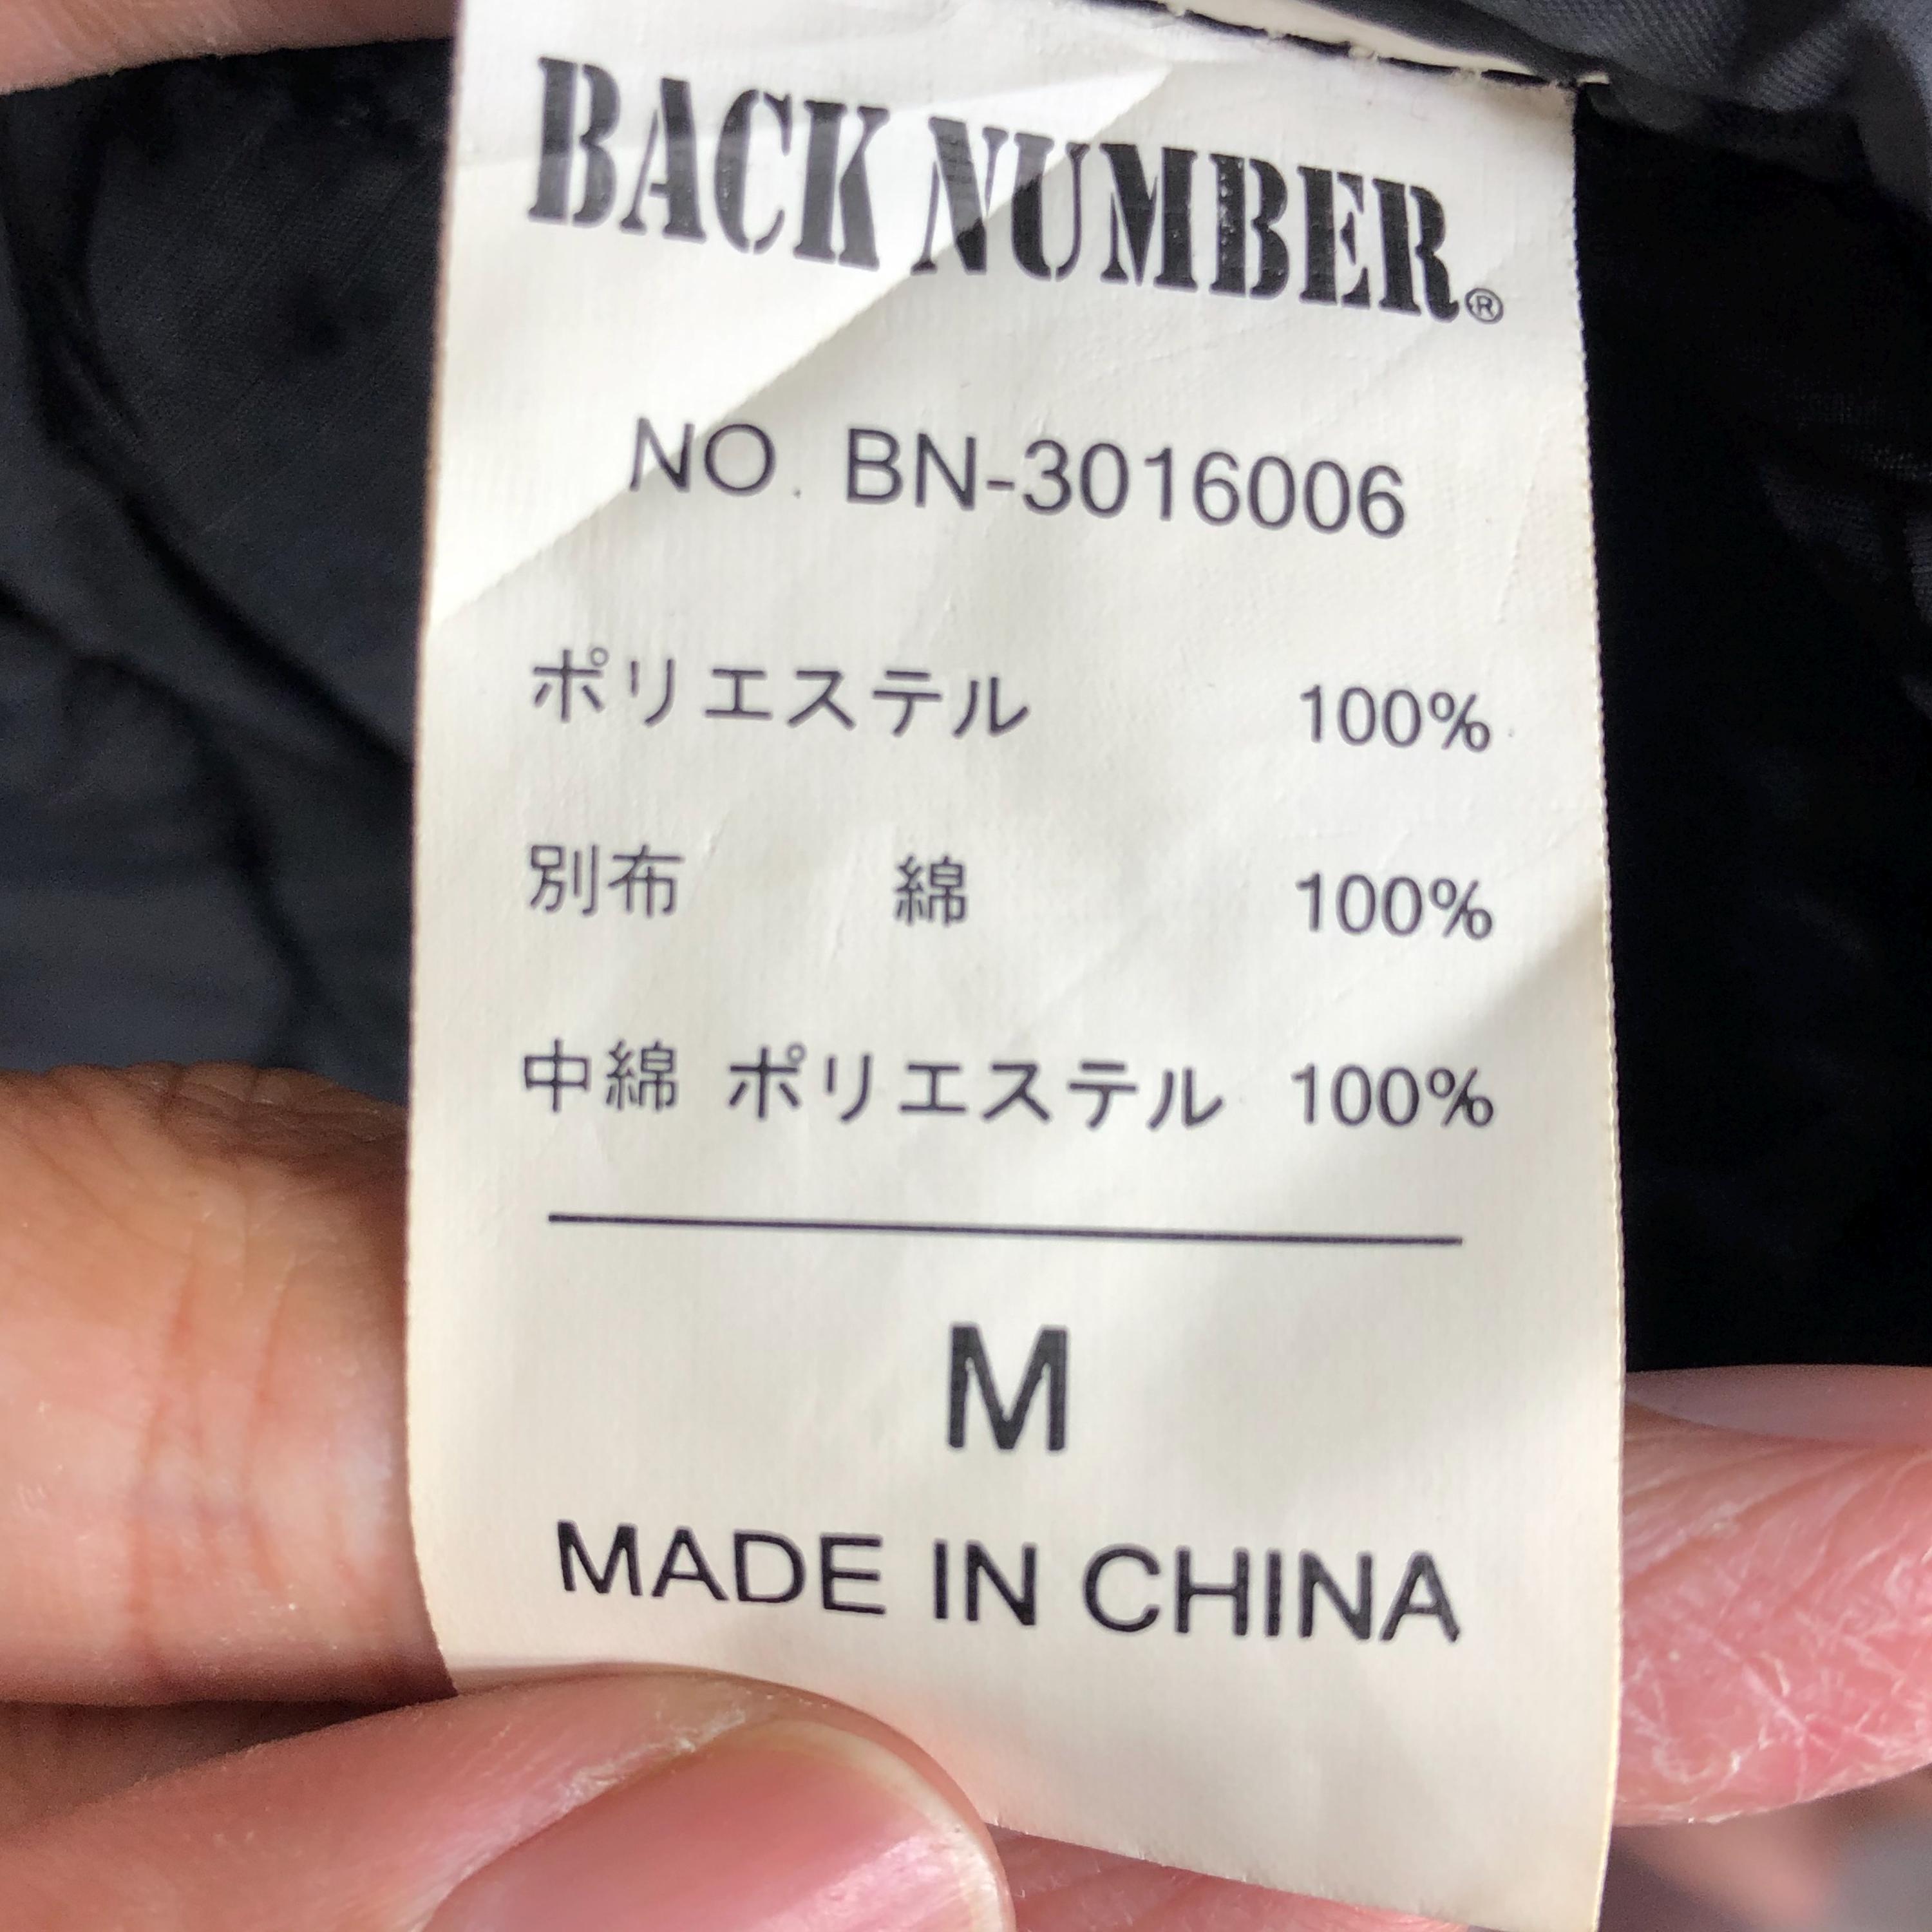 BACK NUMBER®
NO. BN-3016006
ポリエステル 100%
別布 綿 100%
中綿 ポリエステル 100%
M
MADE IN CHINA